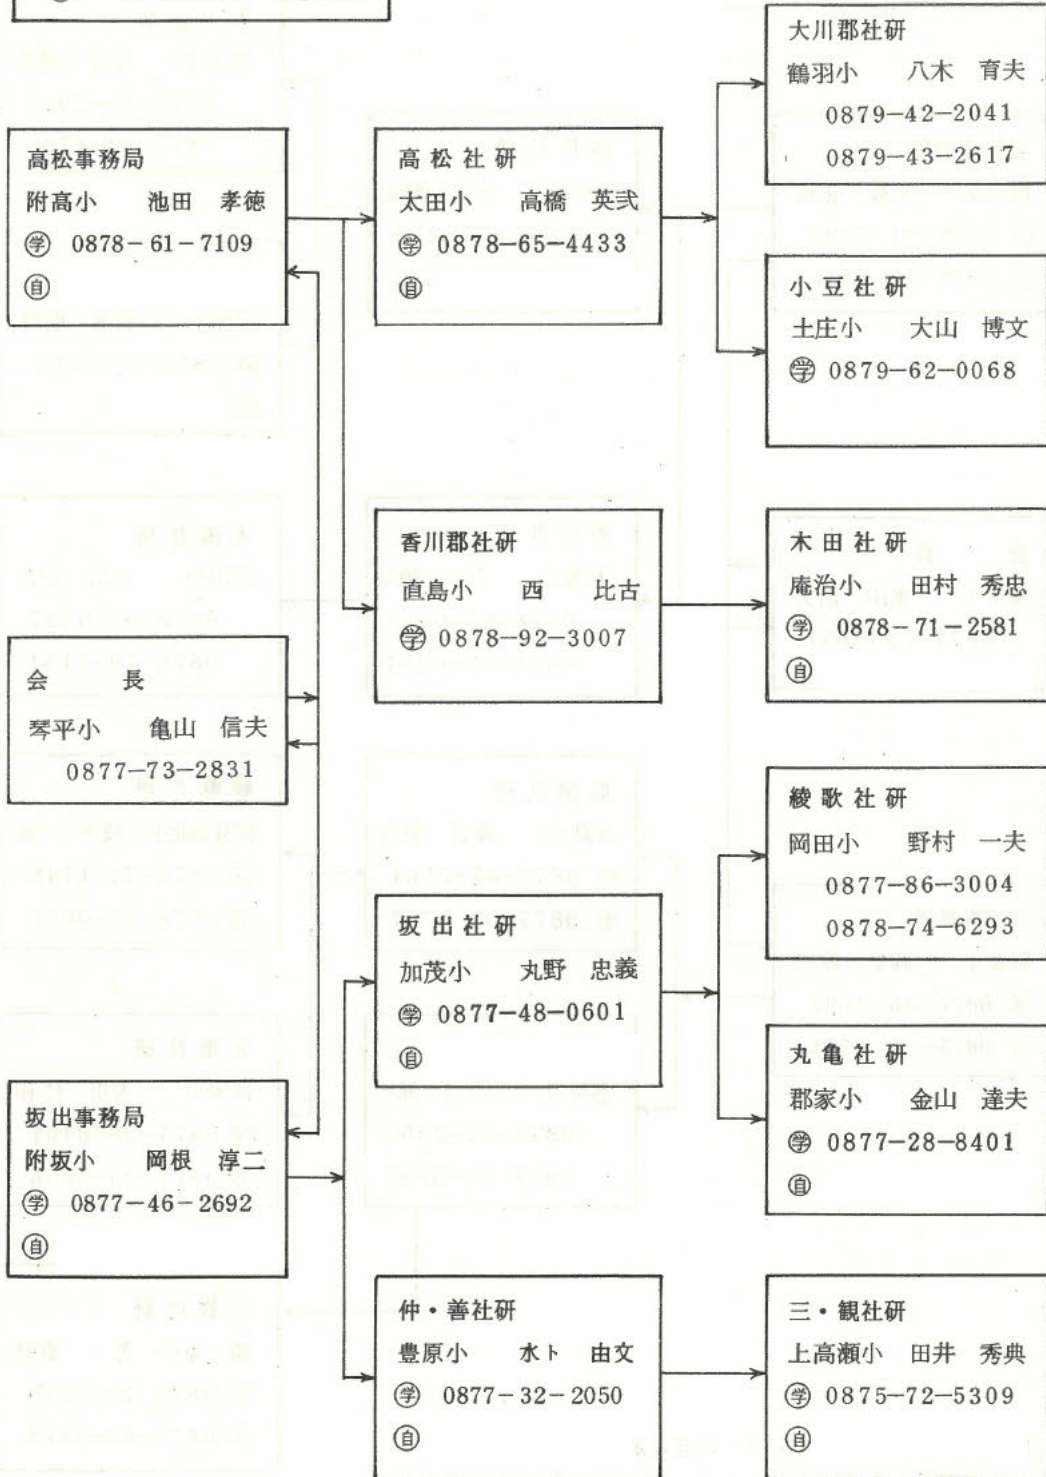 高松事務局
附高小　池田　孝徳
㊫ 0878-61-7109
㊂
会　長
琴平小　亀山　信夫
0877-73-2831
坂出事務局
附坂小　岡根　淳二
㊫ 0877-46-2692
自
高松社研
太田小　高橋　英弐
㊫ 0878-65-4433
自
香川郡社研
直島小　西　比古
㊫ 0878-92-3007
坂出社研
加茂小　丸野　忠義
㊫ 0877-48-0601
自
仲・善社研
豊原小　水ト　由文
㊫ 0877-32-2050
自
大川郡社研
鶴羽小　八木　育夫
0879-42-2041
0879-43-2617
小豆社研
土庄小　大山　博文
㊫ 0879-62-0068
木田社研
庵治小　田村　秀忠
㊫ 0878-71-2581
自
綾歌社研
岡田小　野村　一夫
0877-86-3004
0878-74-6293
丸亀社研
郡家小　金山　達夫
㊫ 0877-28-8401
自
三・観社研
上高瀬小　田井　秀典
㊫ 0875-72-5309
自